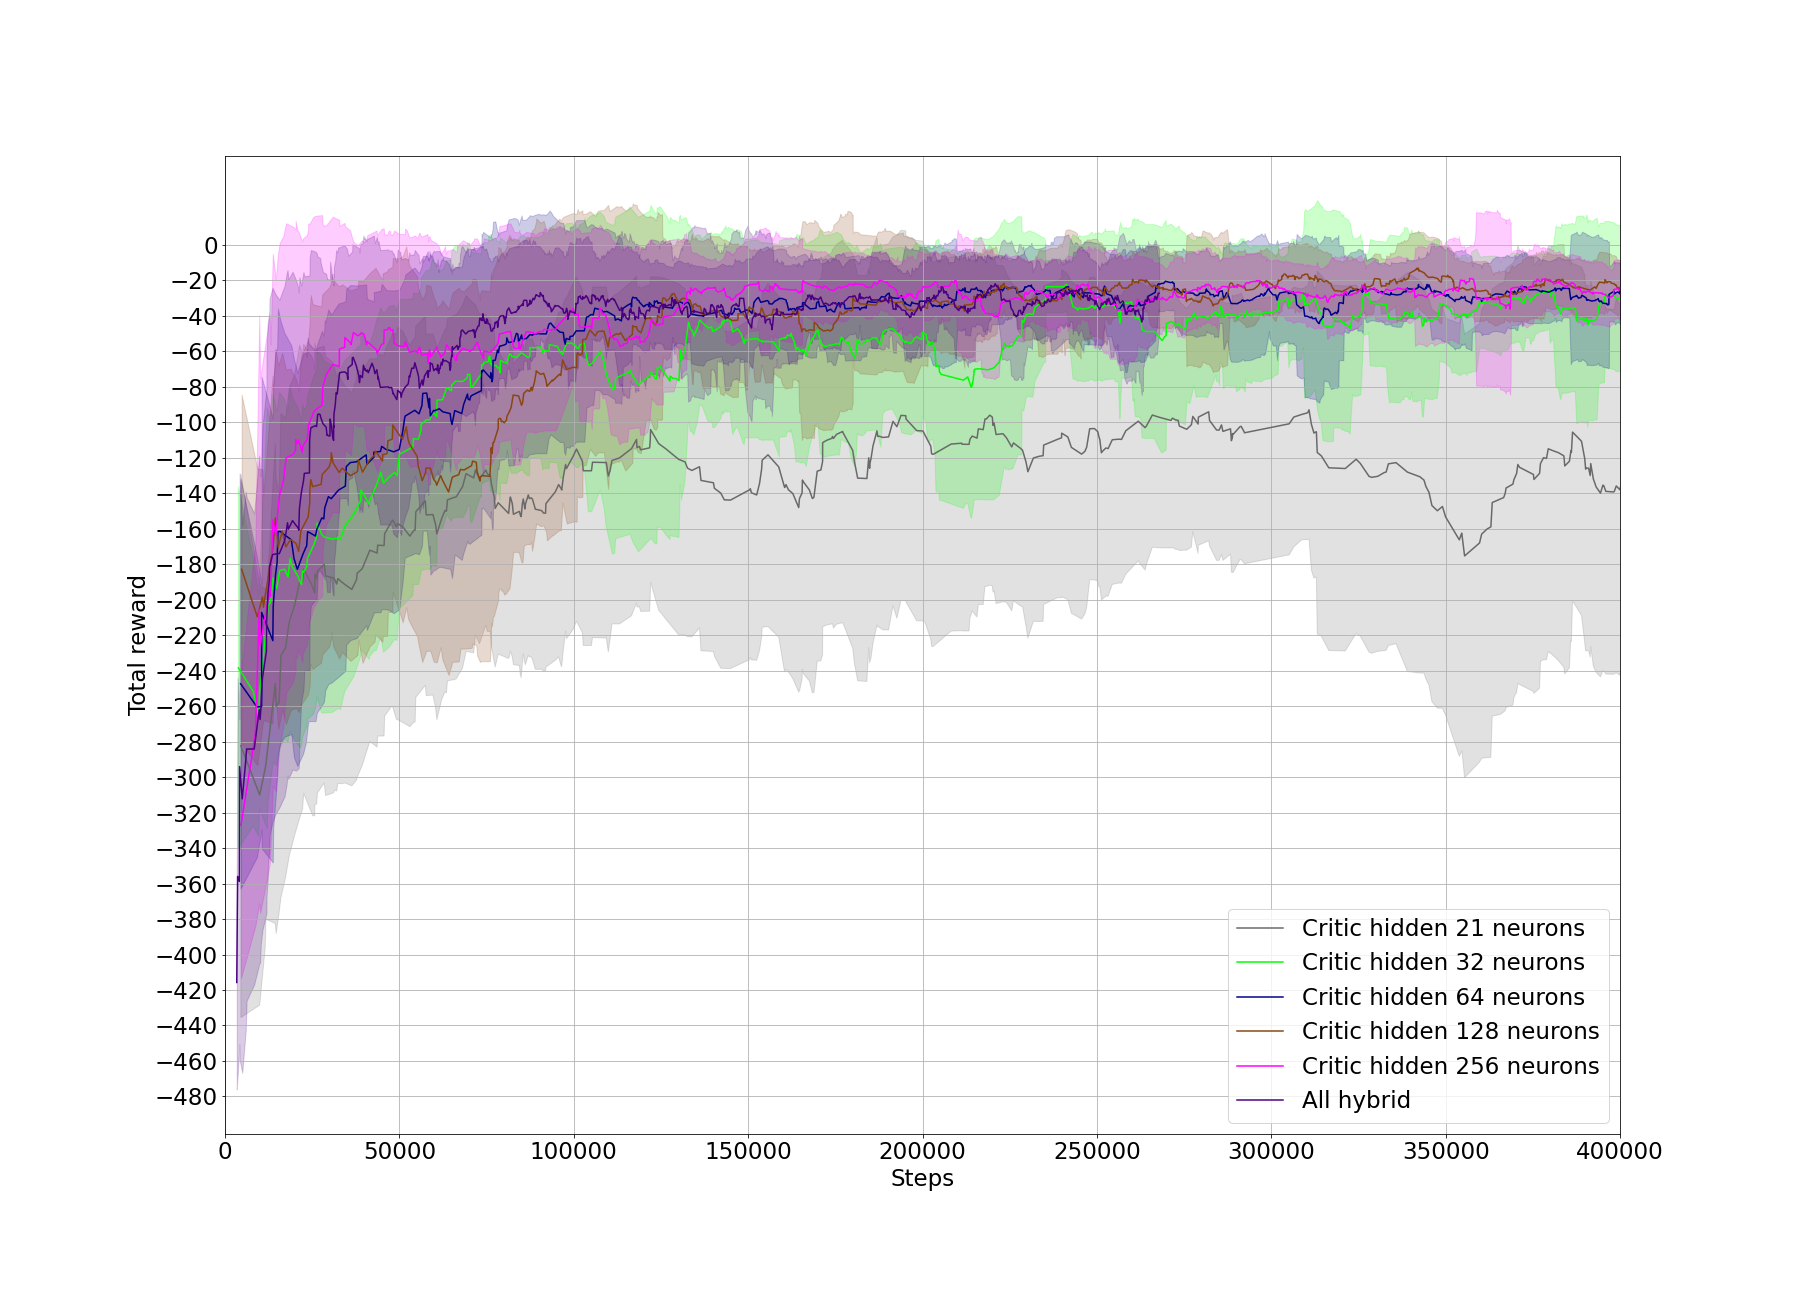 Total reward
0
−20
−40
−60
−80
−100
−120
−140
−160
−180
−200
−220
−240
−260
−280
−300
−320
−340
−360
−380
−400
−420
−440
−460
−480
Critic hidden 21 neurons
Critic hidden 32 neurons
Critic hidden 64 neurons
Critic hidden 128 neurons
Critic hidden 256 neurons
All hybrid
0 50000 100000 150000 200000 250000 300000 350000 400000
Steps